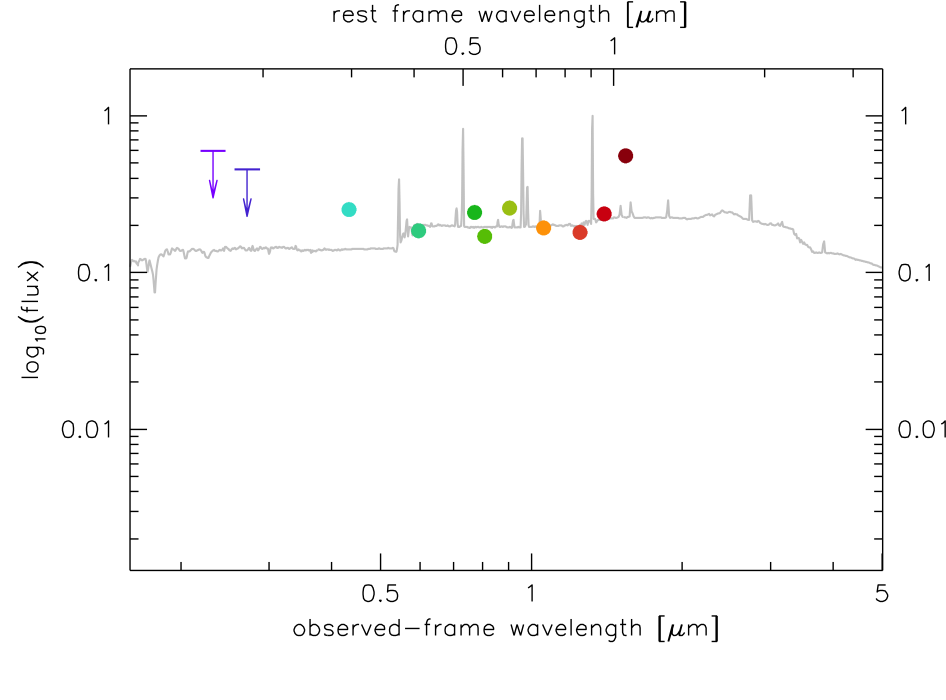 rest frame wavelength [μm]
0.5 1
1 1
0.1 0.1
0.01 0.01
log10(flux)
0.5 1 5
observed-frame wavelength [μm]